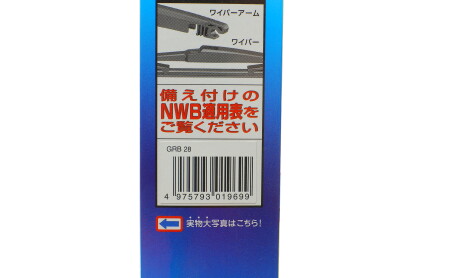 ワイパーアーム
ワイパー
備え付けの
NWB適用表を
ご覧ください
GRB 28
4 975793 019699
実物大写真はこちら!